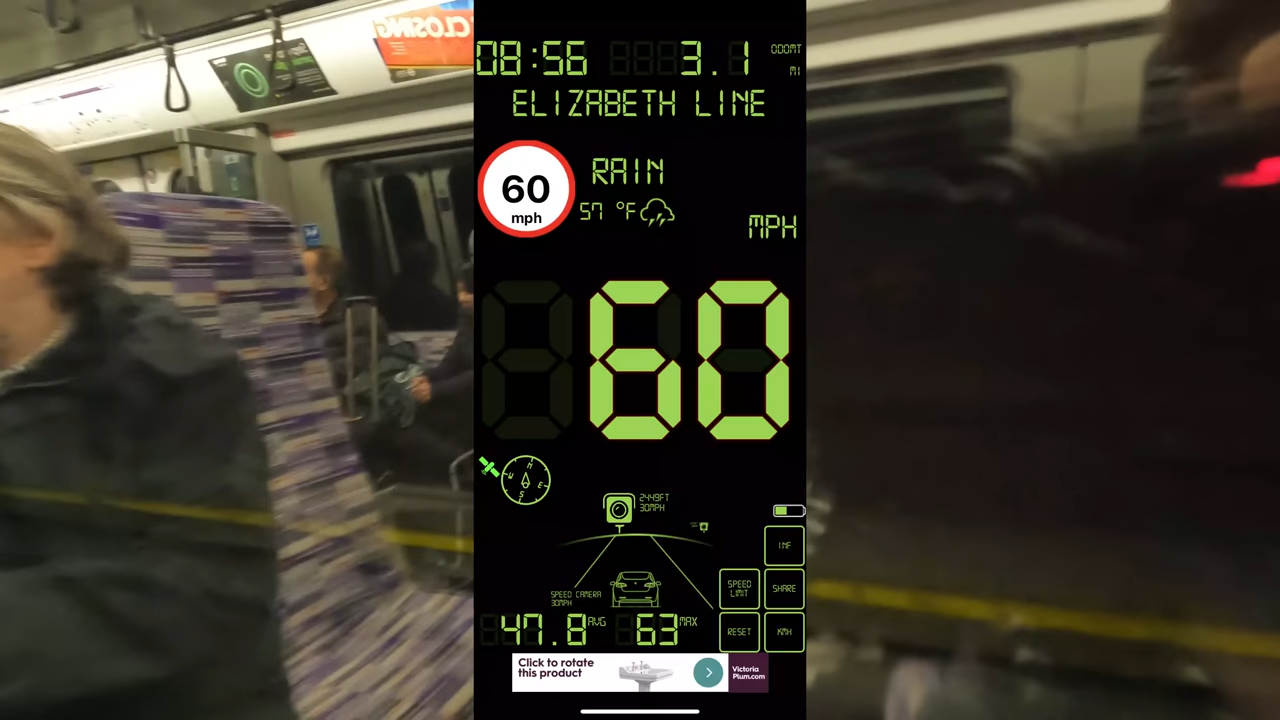 CLOSING
08:56 3.1 ODOMT
MI
ELIZABETH LINE
60
mph
RAIN
57 °F
MPH
60
N
W E
S
2449FT
30MPH
INF
SPEED CAMERA
30MPH
SPEED
LIMIT
SHARE
47.8 AVG 63 MAX
RESET
KMH
Click to rotate
this product
Victoria
Plum.com